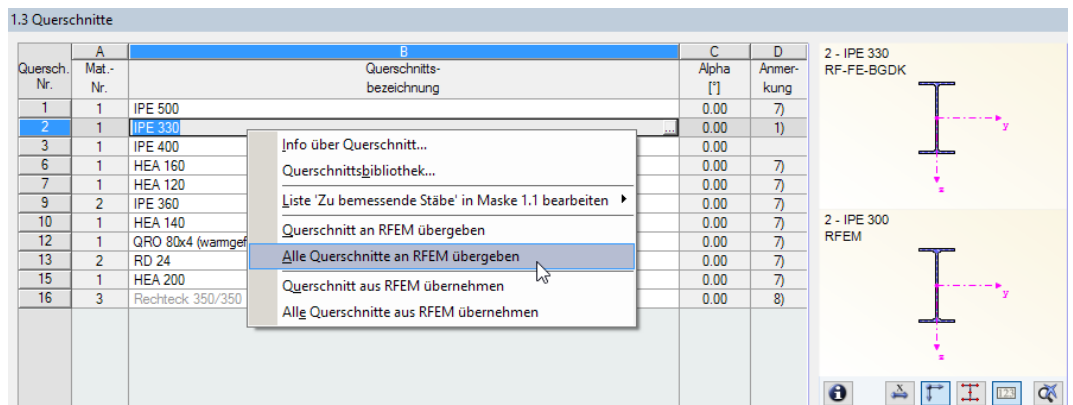 1.3 Querschnitte
A B C D
Quersch. Mat.- Querschnitts- Alpha Anmer-
Nr. Nr. bezeichnung [°] kung
1 1 IPE 500 0.00 7)
2 1 IPE 330 ... 0.00 1)
3 1 IPE 400 0.00
6 1 HEA 160 0.00 7)
7 1 HEA 120 0.00 7)
9 2 IPE 360 0.00 7)
10 1 HEA 140 0.00 7)
12 1 QRO 80x4 (warmgef 0.00 7)
13 2 RD 24 0.00 7)
15 1 HEA 200 0.00 7)
16 3 Rechteck 350/350 0.00 8)
Info über Querschnitt...
Querschnittsbibliothek...
Liste 'Zu bemessende Stäbe' in Maske 1.1 bearbeiten
Querschnitt an RFEM übergeben
Alle Querschnitte an RFEM übergeben
Querschnitt aus RFEM übernehmen
Alle Querschnitte aus RFEM übernehmen
2 - IPE 330
RF-FE-BGDK
y
z
2 - IPE 300
RFEM
y
z
123